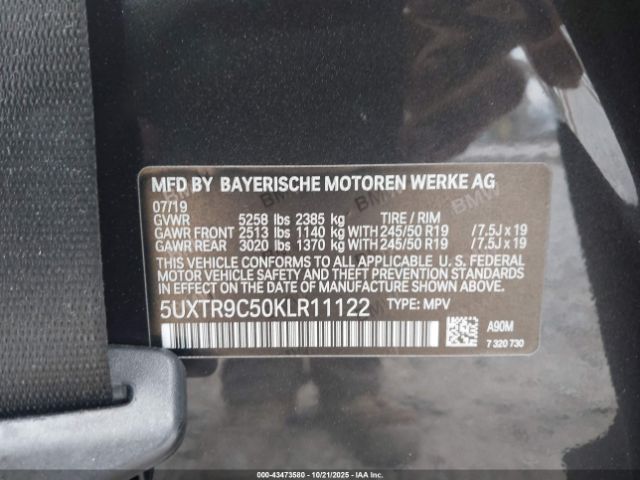 MFD BY BAYERISCHE MOTOREN WERKE AG
07/19
GVWR 5258 lbs 2385 kg TIRE / RIM
GAWR FRONT 2513 lbs 1140 kg WITH 245/50 R19 /7.5J x 19
GAWR REAR 3020 lbs 1370 kg WITH 245/50 R19 /7.5J x 19
THIS VEHICLE CONFORMS TO ALL APPLICABLE U. S. FEDERAL
MOTOR VEHICLE SAFETY AND THEFT PREVENTION STANDARDS
IN EFFECT ON THE DATE OF MANUFACTURE SHOWN ABOVE.
5UXTR9C50KLR11122 TYPE: MPV
A90M
7 320 730
000-43473580 - 10/21/2025 - IAAI.COM